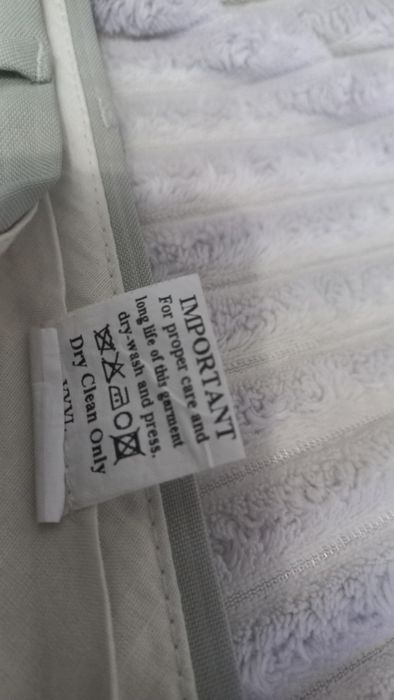 IMPORTANT
For proper care and
long life of this garment
dry-wash and press.
Dry Clean Only